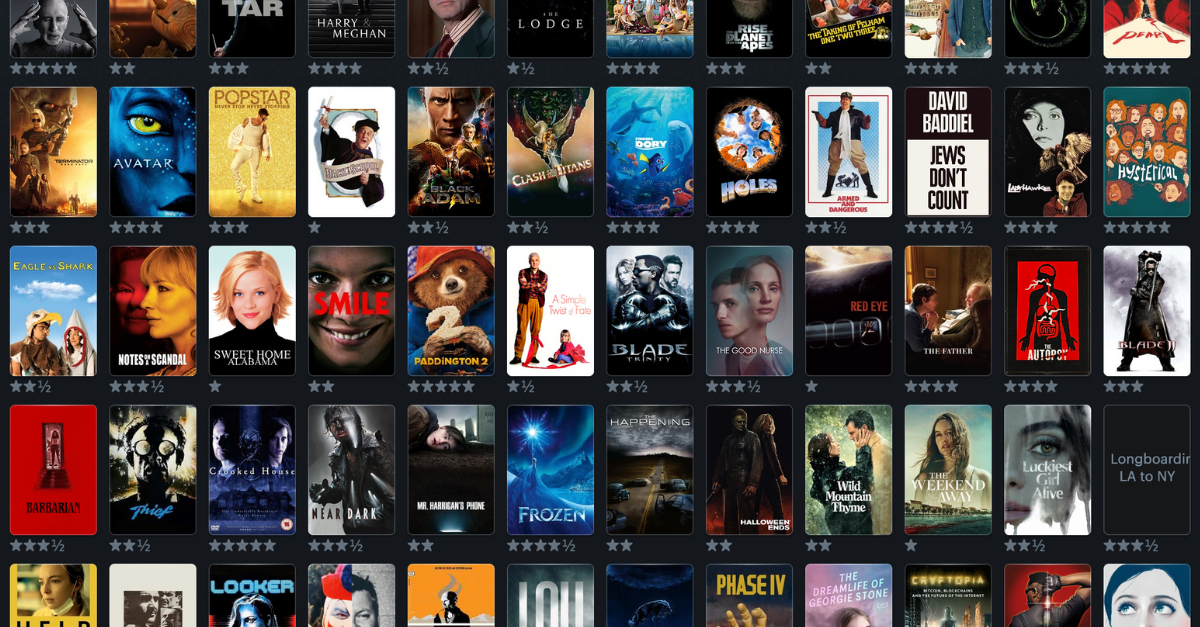 TÁR
HARRY &
MEGHAN
THE
LODGE
RISE
PLANET
APES
THE TAKING OF PELHAM
ONE TWO THREE
PEARL
★★★★★
★★
★★★
★★★★
★★½
★½
★★★★
★★★
★★
★★★★
★★★½
★★★★★
TERMINATOR
AVATAR
POPSTAR
NEVER STOP NEVER STOPPING
BLACK
ADAM
CLASH OF THE TITANS
FINDING
DORY
HOLES
ARMED
AND
DANGEROUS
DAVID
BADDIEL
JEWS
DON'T
COUNT
LADYHAWKE
HYSTERICAL
★★★
★★★★
★★★
★
★★½
★★½
★★★★
★★★★
★★½
★★★★½
★★★★
★★★★★
EAGLE VS SHARK
NOTES ON A SCANDAL
SWEET HOME
ALABAMA
SMILE
2
PADDINGTON 2
A Simple
Twist of Fate
BLADE
TRINITY
THE GOOD NURSE
RED EYE
THE FATHER
THE
AUTOPSY
BLADE II
★★½
★★★½
★
★★
★★★★★
★½
★★½
★★★½
★
★★★★
★★★★
★★★
BARBARIAN
Thief
Crooked House
DVD
15
NEAR DARK
MR. HARRIGAN'S PHONE
FROZEN
THE
HAPPENING
HALLOWEEN
ENDS
Wild
Mountain
Thyme
THE
WEEKEND
AWAY
Luckiest
Girl
Alive
Longboardin
LA to NY
★★★½
★★½
★★★★★
★★★½
★★
★★★★½
★★
★★
★★
★
★★½
★★★½
HELP
LOOKER
LOU
PHASE IV
THE
DREAMLIFE OF
GEORGIE STONE
CRYPTOPIA
BITCOIN, BLOCKCHAINS
AND THE FUTURE OF THE INTERNET